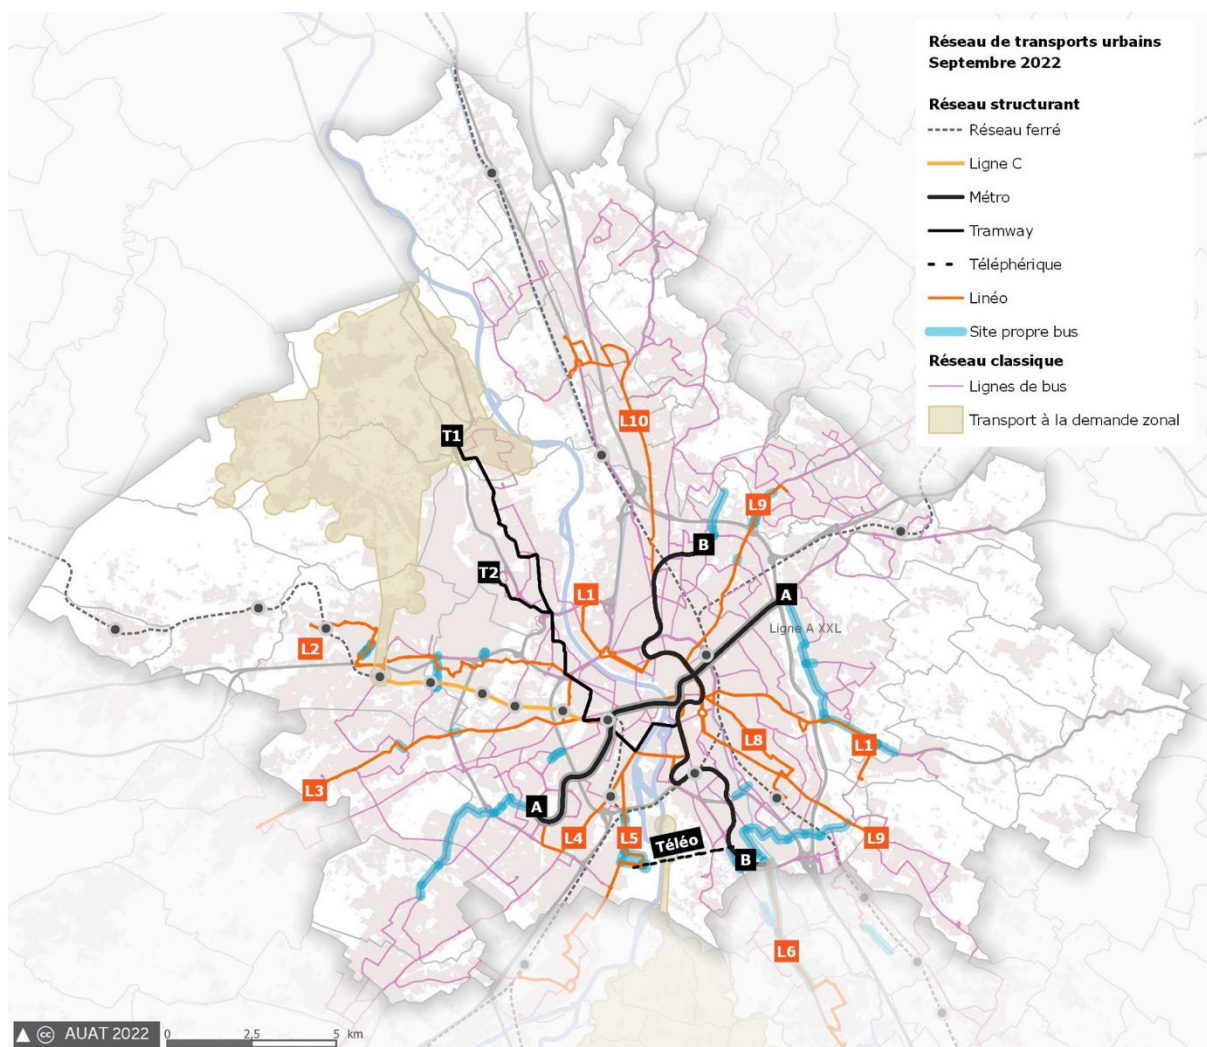 Réseau de transports urbains
Septembre 2022
Réseau structurant
Réseau ferré
Ligne C
Métro
Tramway
Téléphérique
Linéo
Site propre bus
Réseau classique
Lignes de bus
Transport à la demande zonal
L10
T1
L9
B
T2
L1
A
Ligne A XXL
L2
L8
L1
L3
A
L4
L5
Téléo
L9
B
L6
cc AUAT 2022
0 2,5 5 km